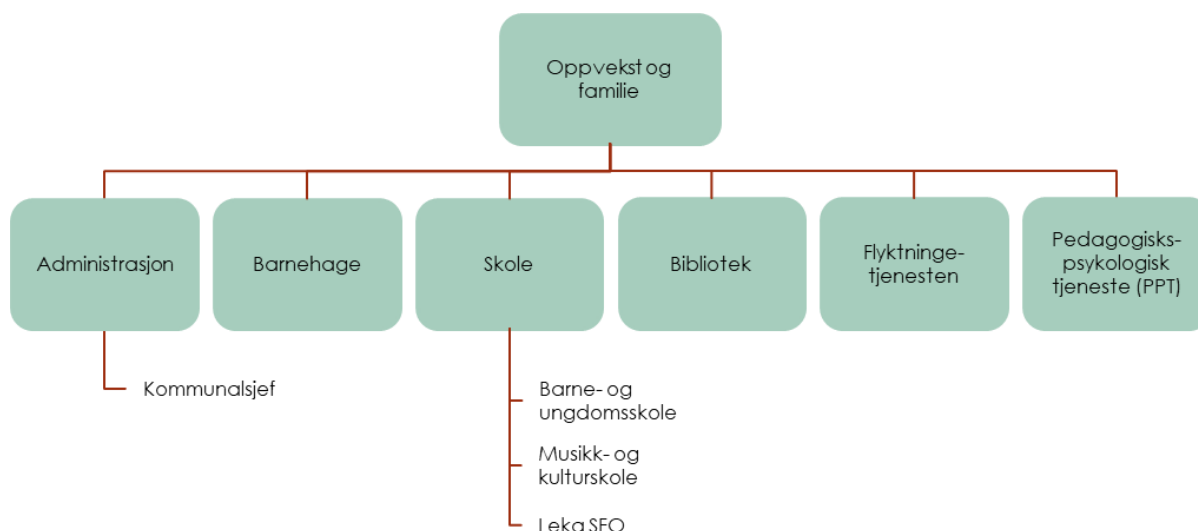 Oppvekst og
familie
Administrasjon
Barnehage
Skole
Bibliotek
Flyktninge-
tjenesten
Pedagogisks-
psykologisk
tjeneste (PPT)
Kommunalsjef
Barne- og
ungdomsskole
Musikk- og
kulturskole
Leka SFO